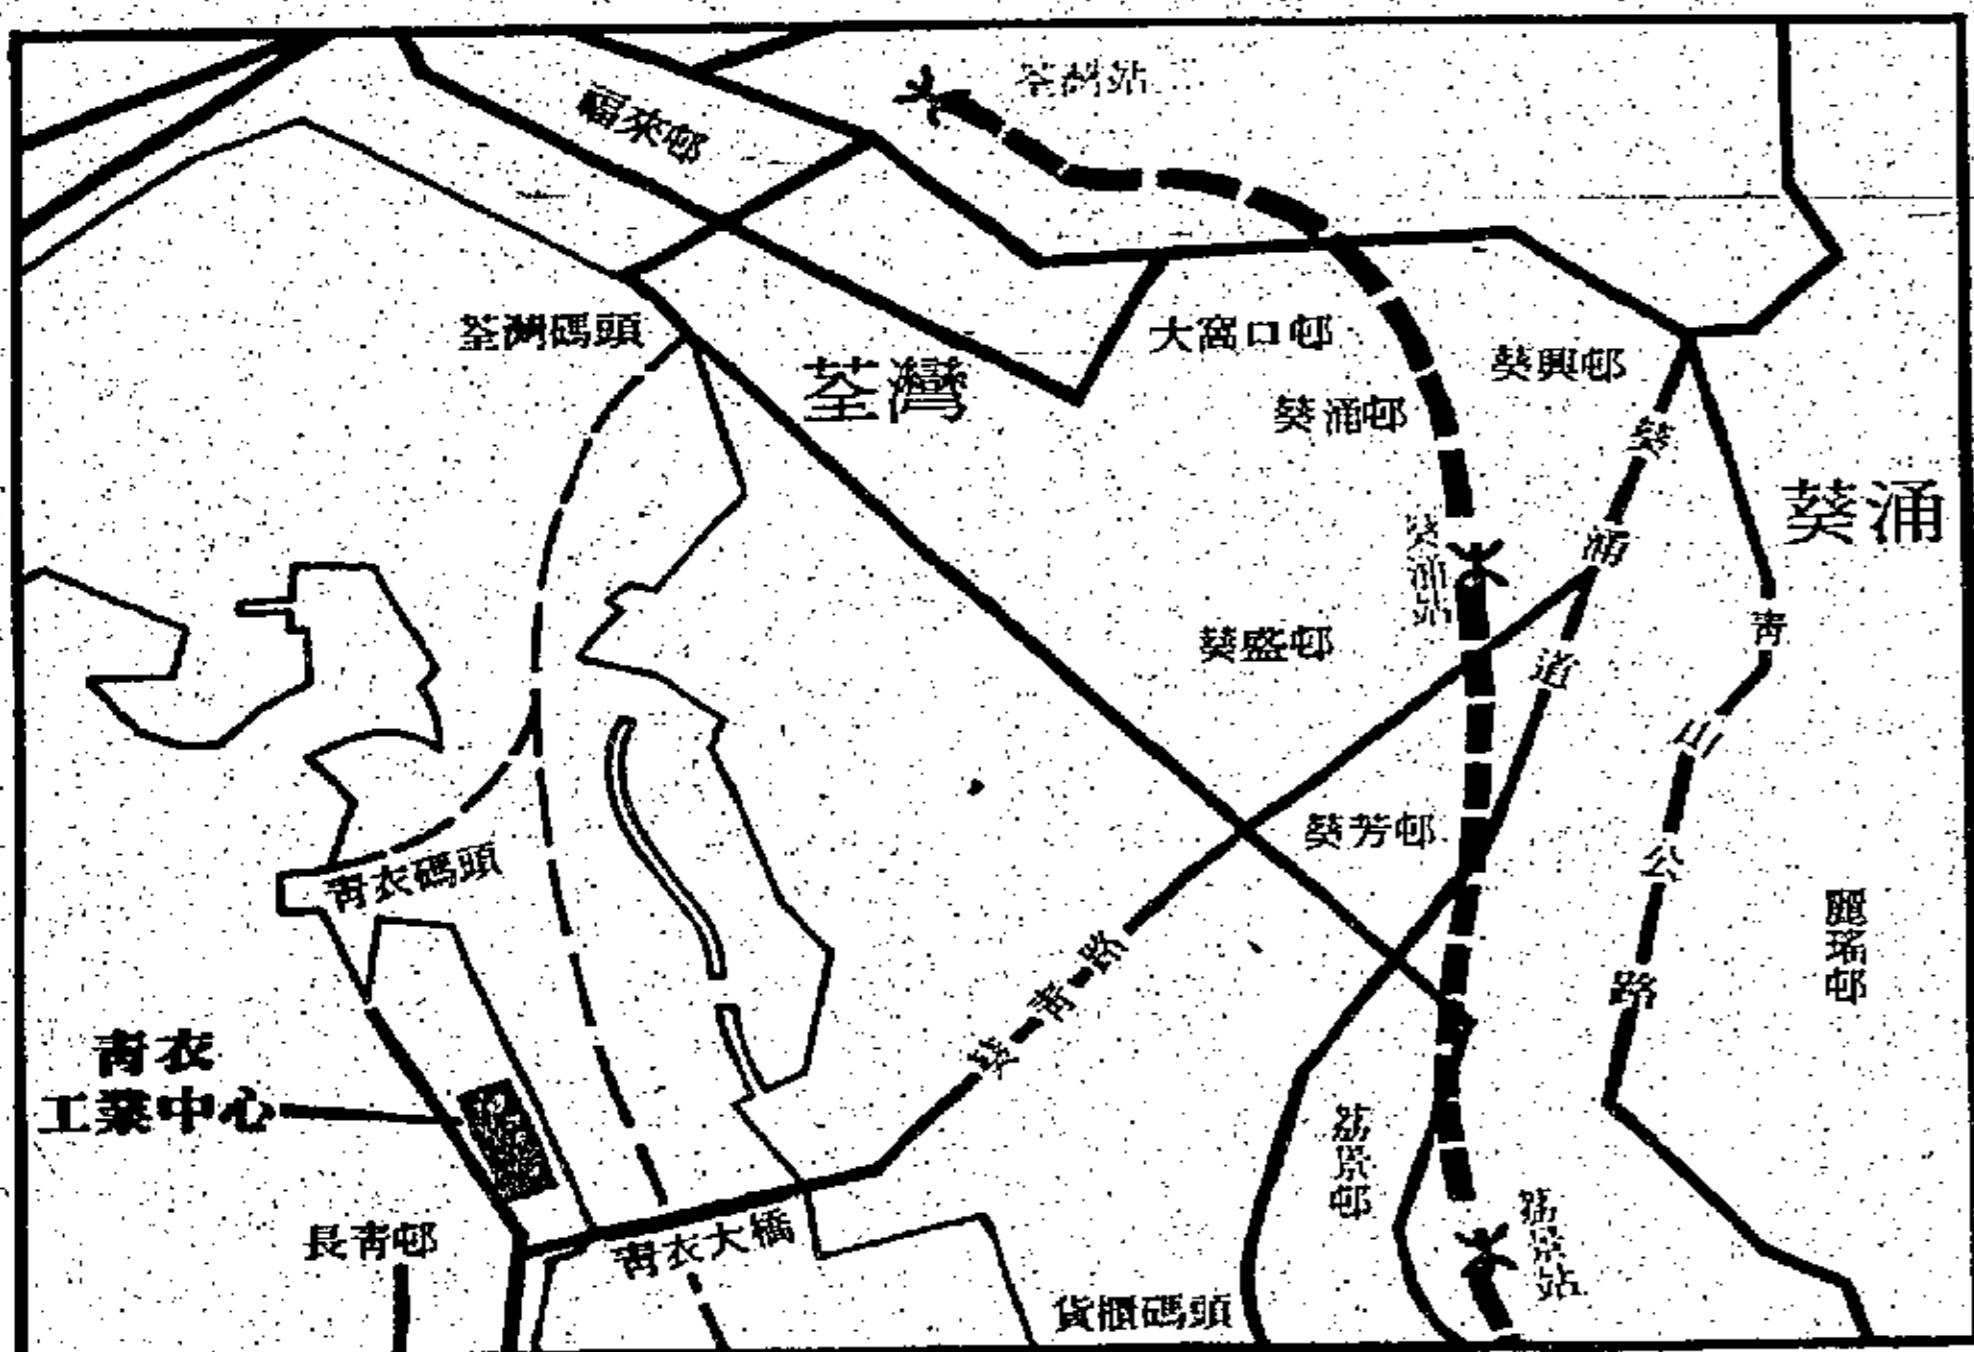 荃灣站
福來邨
荃灣碼頭
荃灣
大窩口邨
葵興邨
葵涌邨
葵涌道
葵涌
葵涌站
青山公路
葵盛邨
葵芳邨
青衣碼頭
麗瑤邨
葵青路
青衣
工業中心
荔景邨
長青邨
青衣大橋
荔景站
貨櫃碼頭